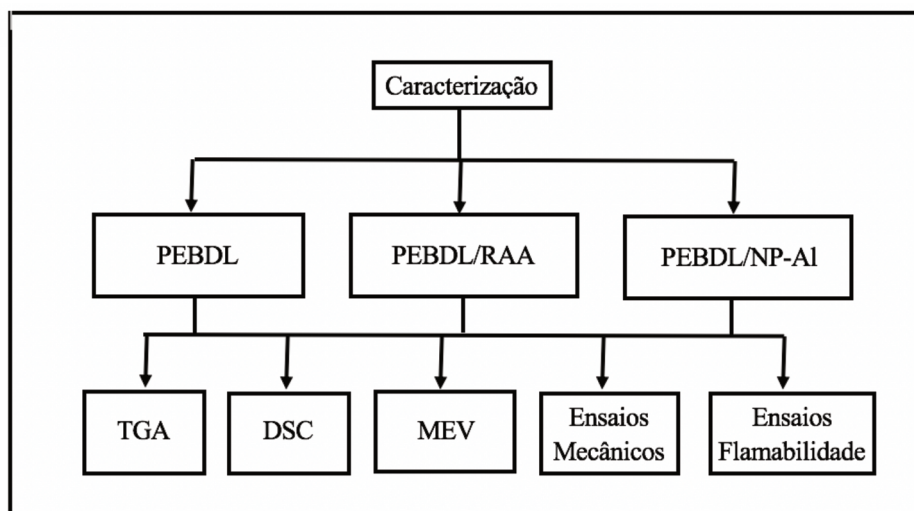 Caracterização
PEBDL
PEBDL/RAA
PEBDL/NP-Al
TGA
DSC
MEV
Ensaios
Mecânicos
Ensaios
Flamabilidade